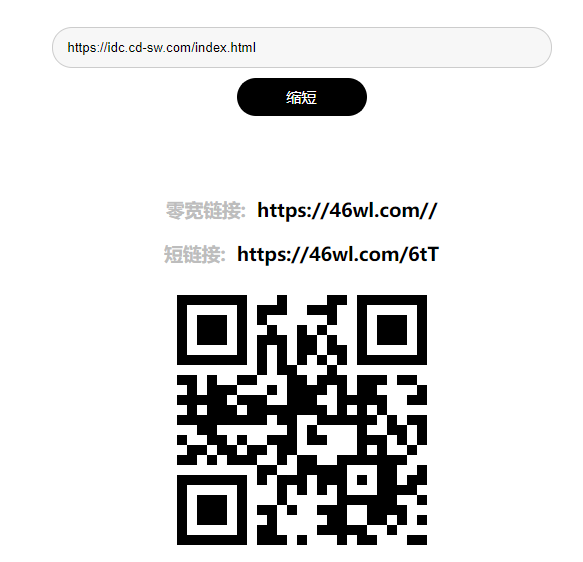 https://idc.cd-sw.com/index.html
缩短
零宽链接: https://46wl.com//
短链接: https://46wl.com/6tT